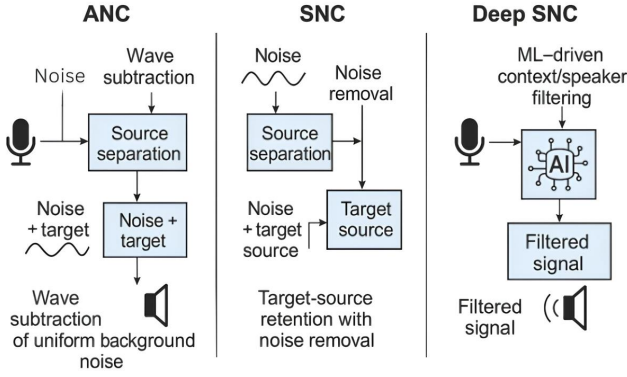 ANC
Noise
Wave
subtraction
Source
separation
Noise
+ target
Noise +
target
Wave
subtraction
of uniform background
noise
SNC
Noise
Noise
removal
Source
separation
Noise
+ target
source
Target
source
Target-source
retention with
noise removal
Deep SNC
ML–driven
context/speaker
filtering
AI
Filtered
signal
Filtered
signal